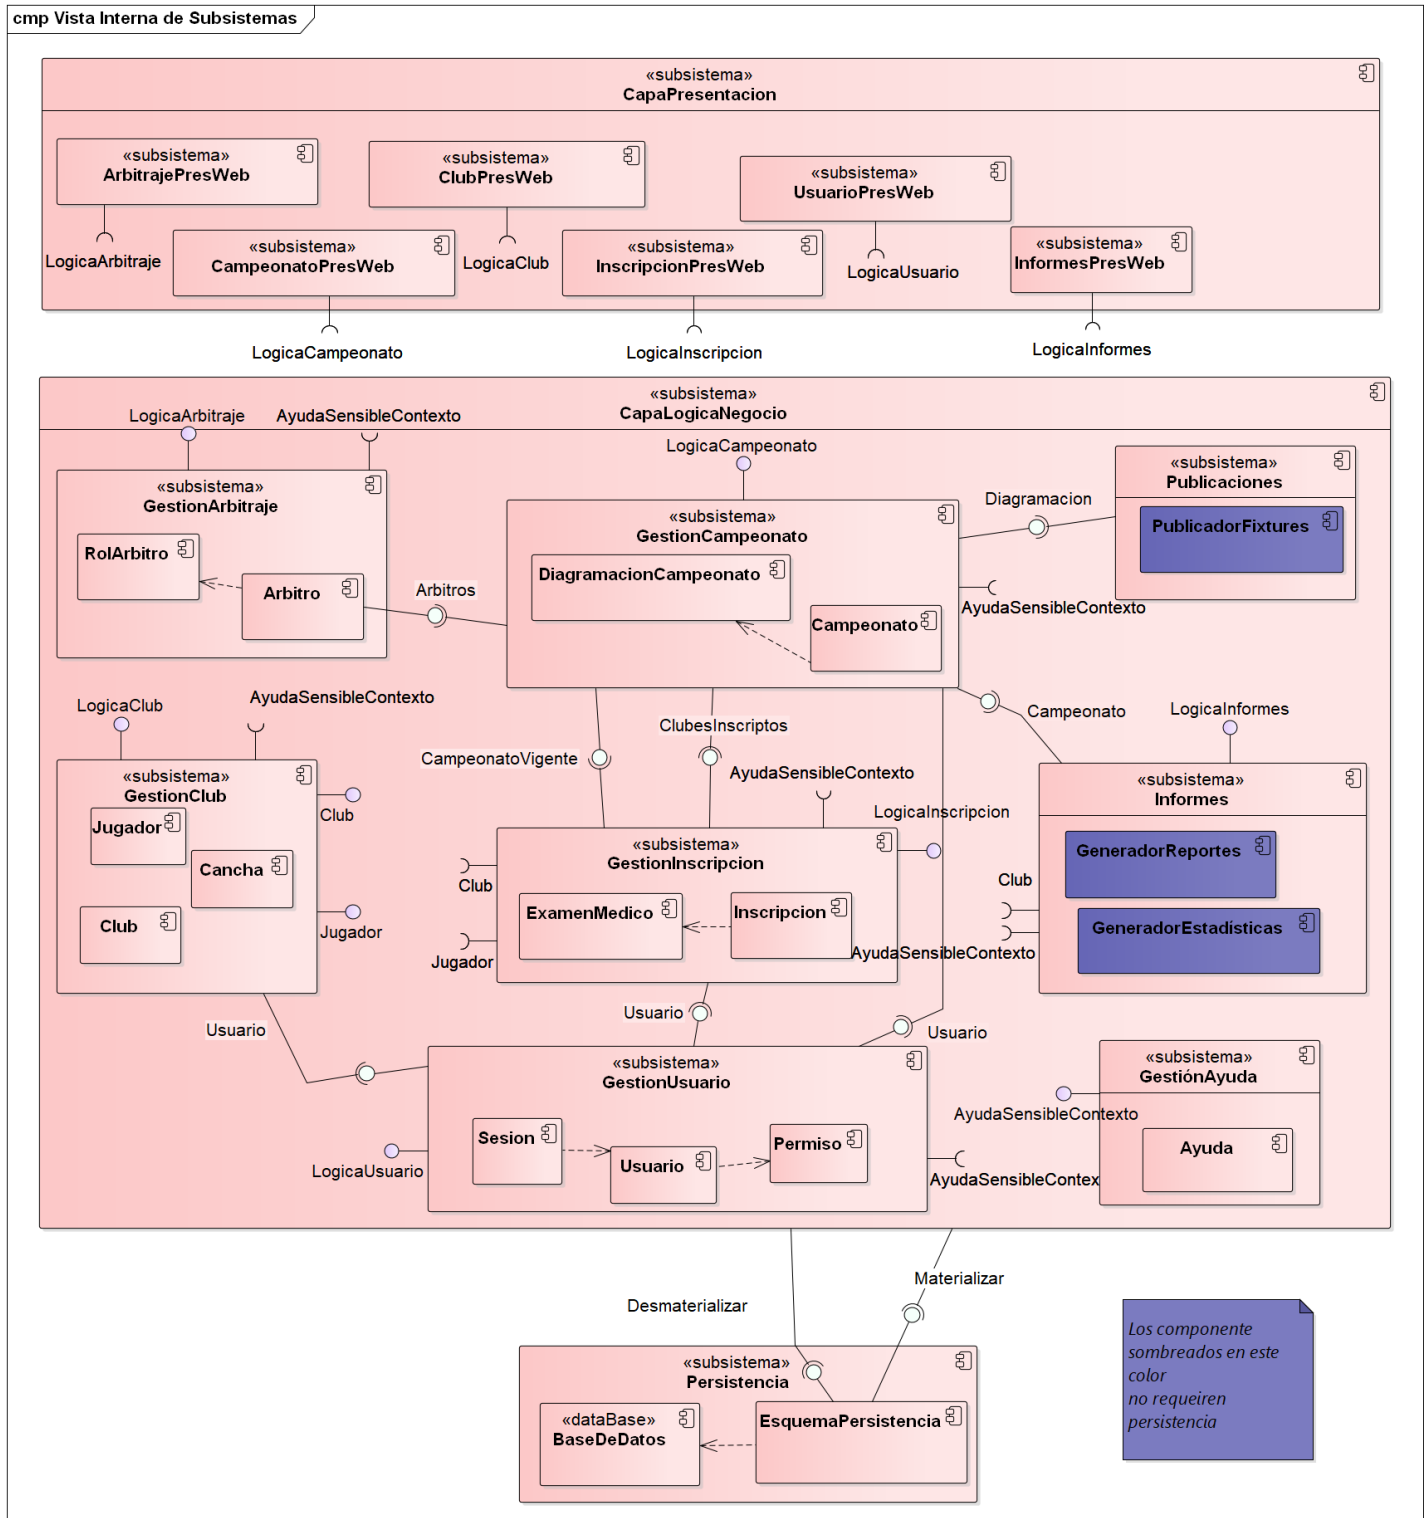 cmp Vista Interna de Subsistemas
«subsistema»
CapaPresentacion
«subsistema»
ArbitrajePresWeb
«subsistema»
ClubPresWeb
«subsistema»
UsuarioPresWeb
LogicaArbitraje
«subsistema»
CampeonatoPresWeb
LogicaClub
«subsistema»
InscripcionPresWeb
LogicaUsuario
«subsistema»
InformesPresWeb
LogicaCampeonato
LogicaInscripcion
LogicaInformes
«subsistema»
CapaLogicaNegocio
LogicaArbitraje
AyudaSensibleContexto
LogicaCampeonato
«subsistema»
GestionArbitraje
RolArbitro
Arbitro
Arbitros
«subsistema»
GestionCampeonato
DiagramacionCampeonato
Campeonato
Diagramacion
AyudaSensibleContexto
«subsistema»
Publicaciones
PublicadorFixtures
LogicaClub
AyudaSensibleContexto
CampeonatoVigente
ClubesInscriptos
AyudaSensibleContexto
Campeonato
LogicaInformes
«subsistema»
GestionClub
Jugador
Cancha
Club
Club
Jugador
LogicaInscripcion
Club
Jugador
«subsistema»
GestionInscripcion
ExamenMedico
Inscripcion
«subsistema»
Informes
GeneradorReportes
GeneradorEstadísticas
Club
AyudaSensibleContexto
Usuario
Usuario
Usuario
«subsistema»
GestionUsuario
Sesion
Usuario
Permiso
LogicaUsuario
AyudaSensibleContex
«subsistema»
GestiónAyuda
AyudaSensibleContexto
Ayuda
Desmaterializar
Materializar
«subsistema»
Persistencia
«dataBase»
BaseDeDatos
EsquemaPersistencia
Los componente
sombreados en este
color
no requeiren
persistencia